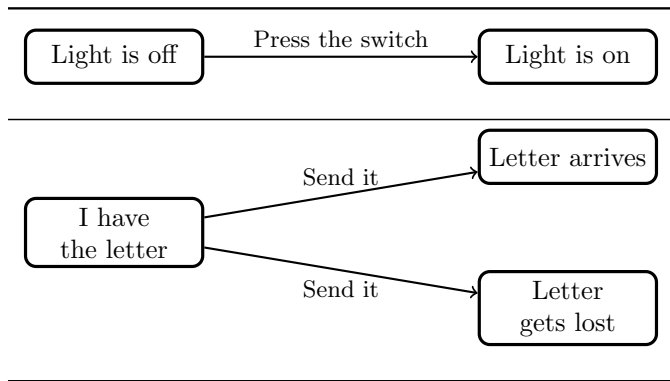 Light is off
Press the switch
Light is on
Letter arrives
Send it
I have
the letter
Send it
Letter
gets lost